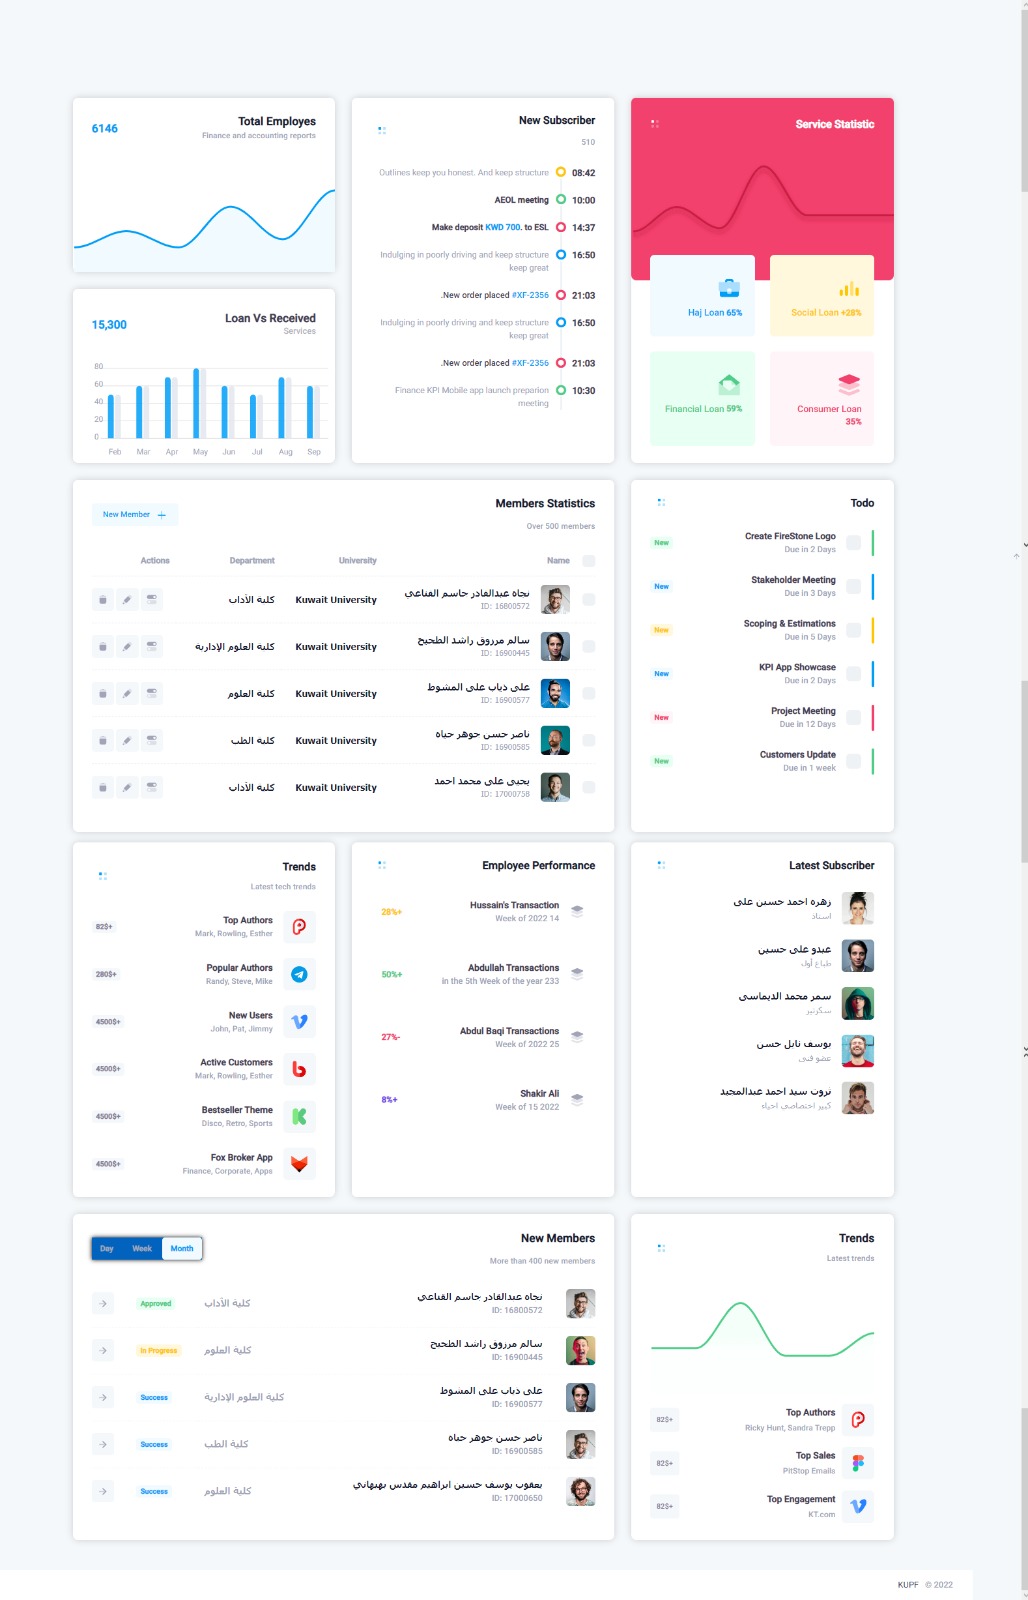 Total Employes
6146
Finance and accounting reports
New Subscriber
510
08:42 Outlines keep you honest. And keep structure
10:00 AEOL meeting
14:37 Make deposit KWD 700. to ESL
16:50 Indulging in poorly driving and keep structure
keep great
21:03 .New order placed #XF-2356
16:50 Indulging in poorly driving and keep structure
keep great
21:03 .New order placed #XF-2356
10:30 Finance KPI Mobile app launch preparion
meeting
Service Statistic
Haj Loan 65%
Social Loan +28%
Financial Loan 59%
Consumer Loan
35%
Loan Vs Received
15,300
Services
80
60
40
20
0
Feb Mar Apr May Jun Jul Aug Sep
Members Statistics
New Member
Over 500 members
Name University Department Actions
نجاه عبدالقادر جاسم القناعي Kuwait University كلية الآداب
ID: 16800572
سالم مرزوق راشد الطحيح Kuwait University كلية العلوم الإدارية
ID: 16900445
على ذياب على المشوط Kuwait University كلية العلوم
ID: 16900577
ناصر حسن جوهر حياه Kuwait University كلية الطب
ID: 16900585
يحيى على محمد احمد Kuwait University كلية الآداب
ID: 17000758
Todo
Create FireStone Logo New
Due in 2 Days
Stakeholder Meeting New
Due in 3 Days
Scoping & Estimations New
Due in 5 Days
KPI App Showcase New
Due in 2 Days
Project Meeting New
Due in 12 Days
Customers Update New
Due in 1 week
Trends
Latest tech trends
Top Authors 82$+
Mark, Rowling, Esther
Popular Authors 280$+
Randy, Steve, Mike
New Users 4500$+
John, Pat, Jimmy
Active Customers 4500$+
Mark, Rowling, Esther
Bestseller Theme 4500$+
Disco, Retro, Sports
Fox Broker App 4500$+
Finance, Corporate, Apps
Employee Performance
Hussain's Transaction 28%+
Week of 2022 14
Abdullah Transactions 50%+
in the 5th Week of the year 233
Abdul Baqi Transactions 27%-
Week of 2022 25
Shakir Ali 8%+
Week of 15 2022
Latest Subscriber
زهره احمد حسين على
استاذ
عبدو على حسين
طباخ أول
سمر محمد الديماسى
سكرتير
يوسف نايل حسن
عضو فنى
ثروت سيد احمد عبدالمجيد
كبير اختصاصى احياء
New Members
Day Week Month
More than 400 new members
نجاه عبدالقادر جاسم القناعي كلية الآداب Approved
ID: 16800572
سالم مرزوق راشد الطحيح كلية العلوم In Progress
ID: 16900445
على ذياب على المشوط كلية العلوم الإدارية Success
ID: 16900577
ناصر حسن جوهر حياه كلية الطب Success
ID: 16900585
يعقوب يوسف حسين ابراهيم مقدس بهبهاني كلية العلوم Success
ID: 17000650
Trends
Latest trends
Top Authors 82$+
Ricky Hunt, Sandra Trepp
Top Sales 82$+
PitStop Emails
Top Engagement 82$+
KT.com
KUPF © 2022